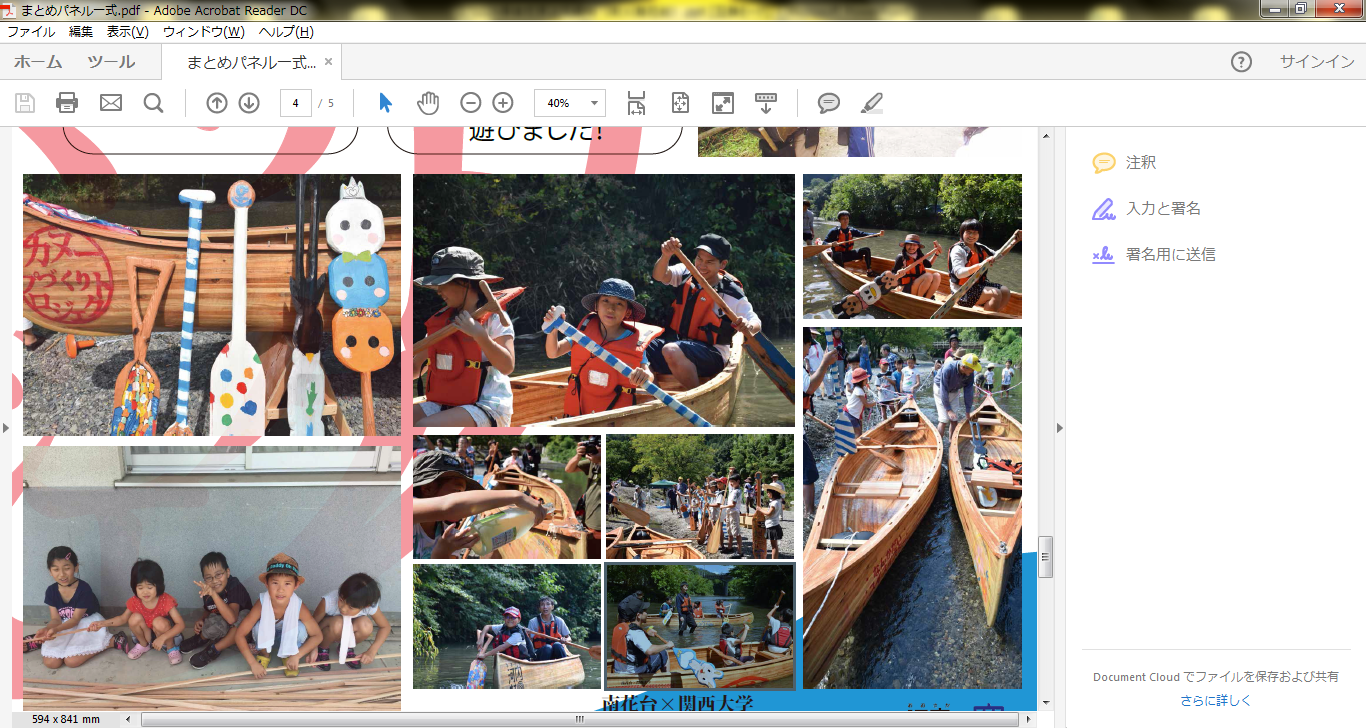 まとめパネル一式.pdf - Adobe Acrobat Reader DC
ファイル 編集 表示(V) ウィンドウ(W) ヘルプ(H)
ホーム ツール まとめパネル一式... × サインイン
4 / 5 40%
遊びました!
注釈
入力と署名
署名用に送信
カヌー
づくり
ロジック
南花台×関西大学
Document Cloud でファイルを保存および共有
さらに詳しく
594 x 841 mm